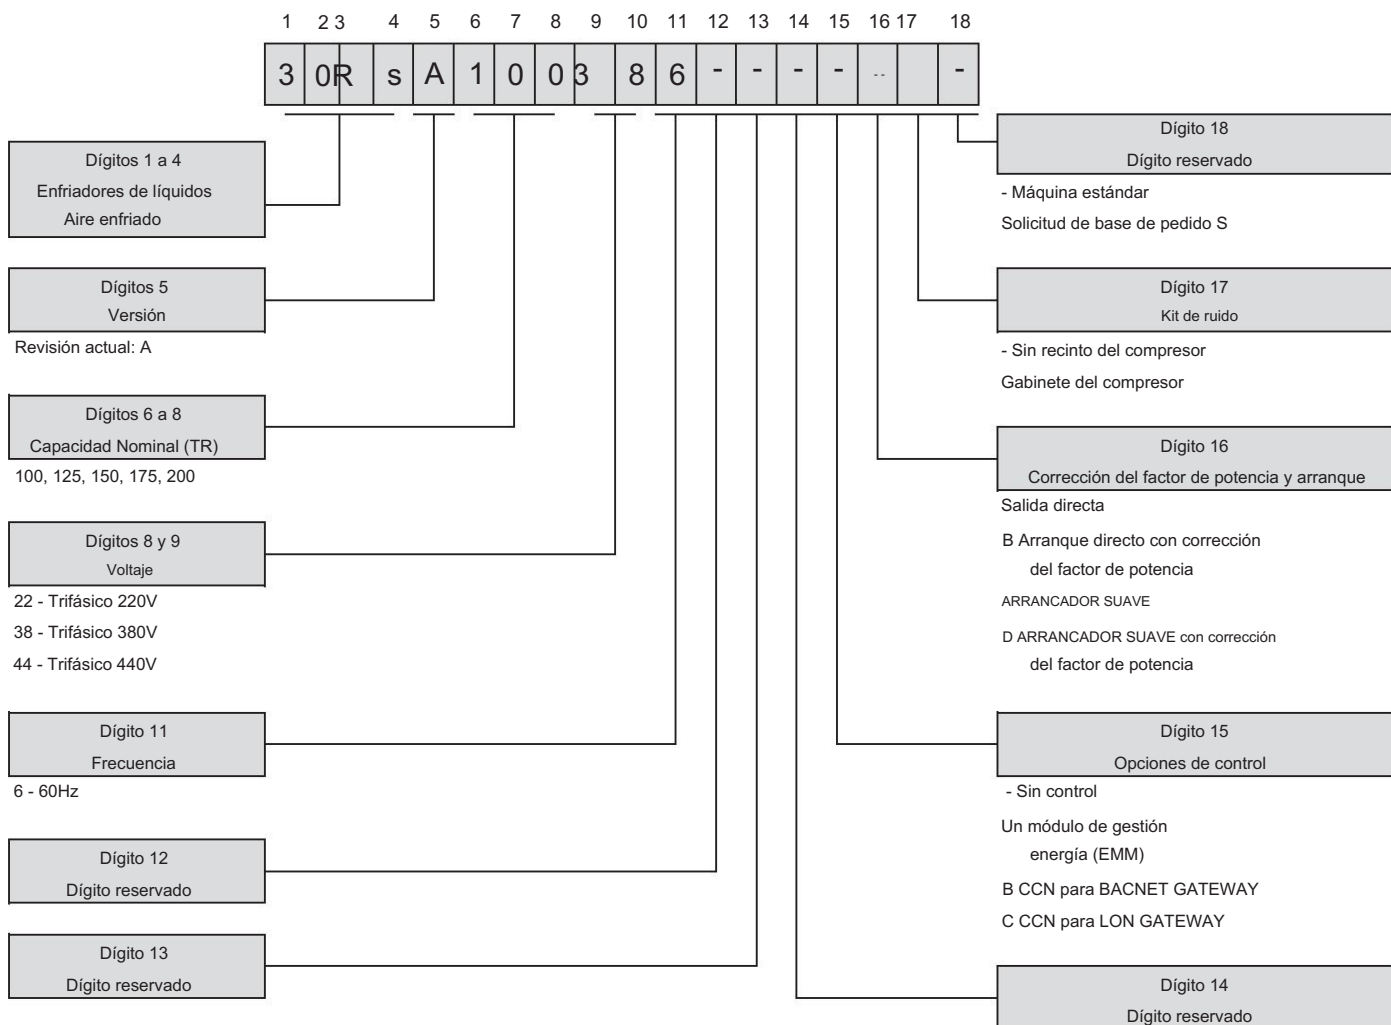 1 2 3 4 5 6 7 8 9 10 11 12 13 14 15 16 17 18
3 0R s A 1 0 0 3 8 6 - - - - -- -
Dígitos 1 a 4
Enfriadores de líquidos
Aire enfriado
Dígitos 5
Versión
Revisión actual: A
Dígitos 6 a 8
Capacidad Nominal (TR)
100, 125, 150, 175, 200
Dígitos 8 y 9
Voltaje
22 - Trifásico 220V
38 - Trifásico 380V
44 - Trifásico 440V
Dígito 11
Frecuencia
6 - 60Hz
Dígito 12
Dígito reservado
Dígito 13
Dígito reservado
Dígito 18
Dígito reservado
- Máquina estándar
Solicitud de base de pedido S
Dígito 17
Kit de ruido
- Sin recinto del compresor
Gabinete del compresor
Dígito 16
Corrección del factor de potencia y arranque
Salida directa
B Arranque directo con corrección
del factor de potencia
ARRANCADOR SUAVE
D ARRANCADOR SUAVE con corrección
del factor de potencia
Dígito 15
Opciones de control
- Sin control
Un módulo de gestión
energía (EMM)
B CCN para BACNET GATEWAY
C CCN para LON GATEWAY
Dígito 14
Dígito reservado